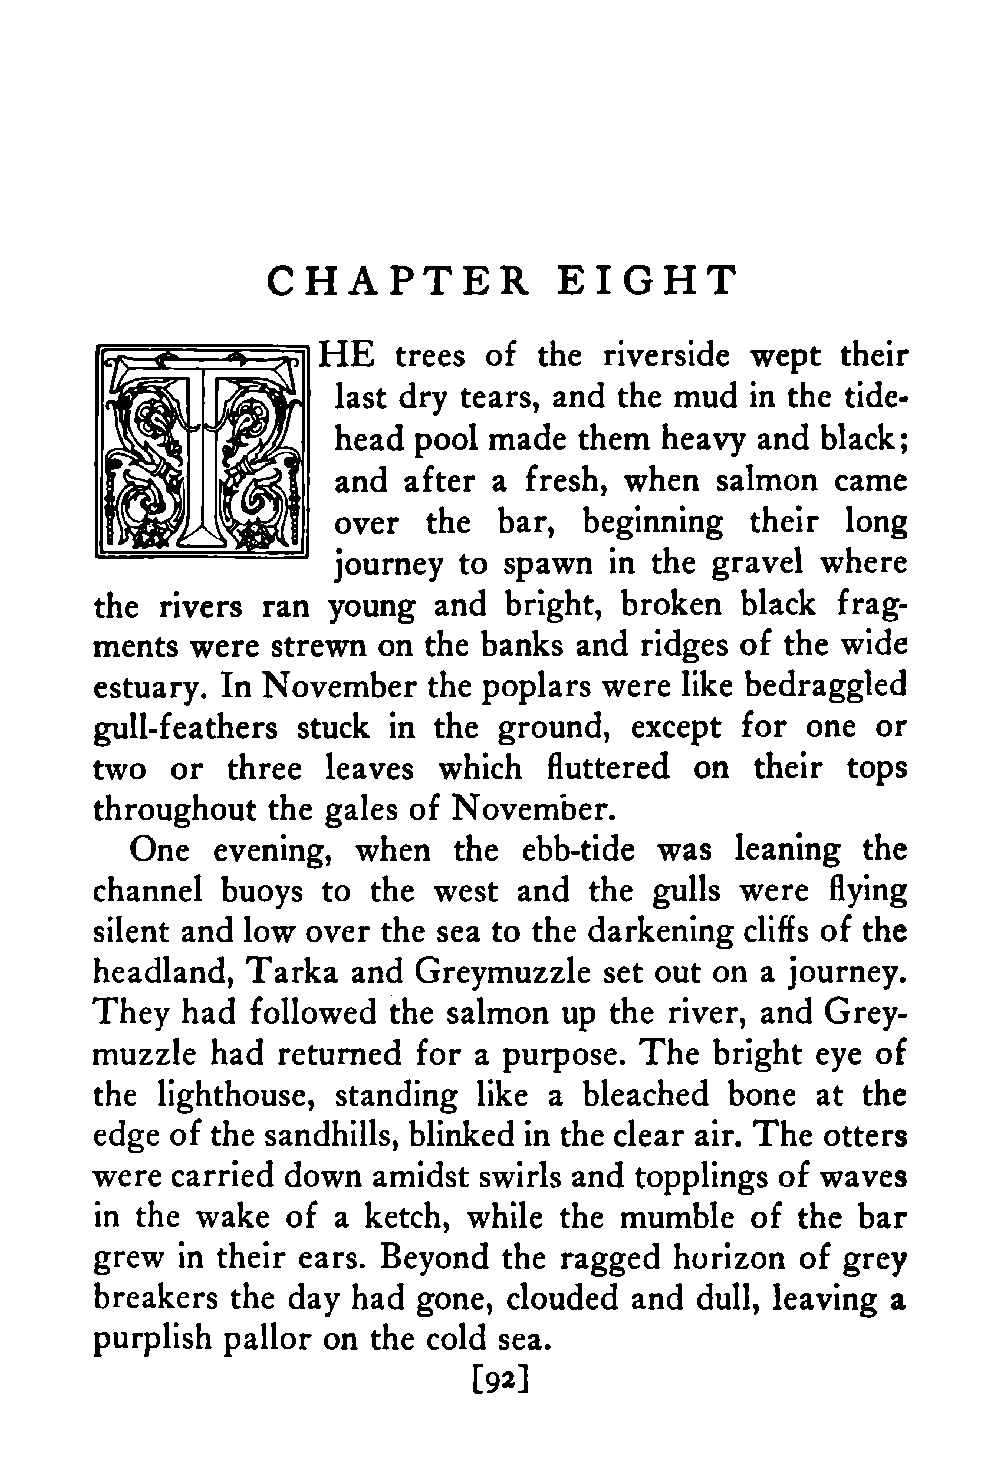 CHAPTER EIGHT
THE trees of the riverside wept their
last dry tears, and the mud in the tide-
head pool made them heavy and black;
and after a fresh, when salmon came
over the bar, beginning their long
journey to spawn in the gravel where
the rivers ran young and bright, broken black frag-
ments were strewn on the banks and ridges of the wide
estuary. In November the poplars were like bedraggled
gull-feathers stuck in the ground, except for one or
two or three leaves which fluttered on their tops
throughout the gales of November.
One evening, when the ebb-tide was leaning the
channel buoys to the west and the gulls were flying
silent and low over the sea to the darkening cliffs of the
headland, Tarka and Greymuzzle set out on a journey.
They had followed the salmon up the river, and Grey-
muzzle had returned for a purpose. The bright eye of
the lighthouse, standing like a bleached bone at the
edge of the sandhills, blinked in the clear air. The otters
were carried down amidst swirls and topplings of waves
in the wake of a ketch, while the mumble of the bar
grew in their ears. Beyond the ragged horizon of grey
breakers the day had gone, clouded and dull, leaving a
purplish pallor on the cold sea.
[92]